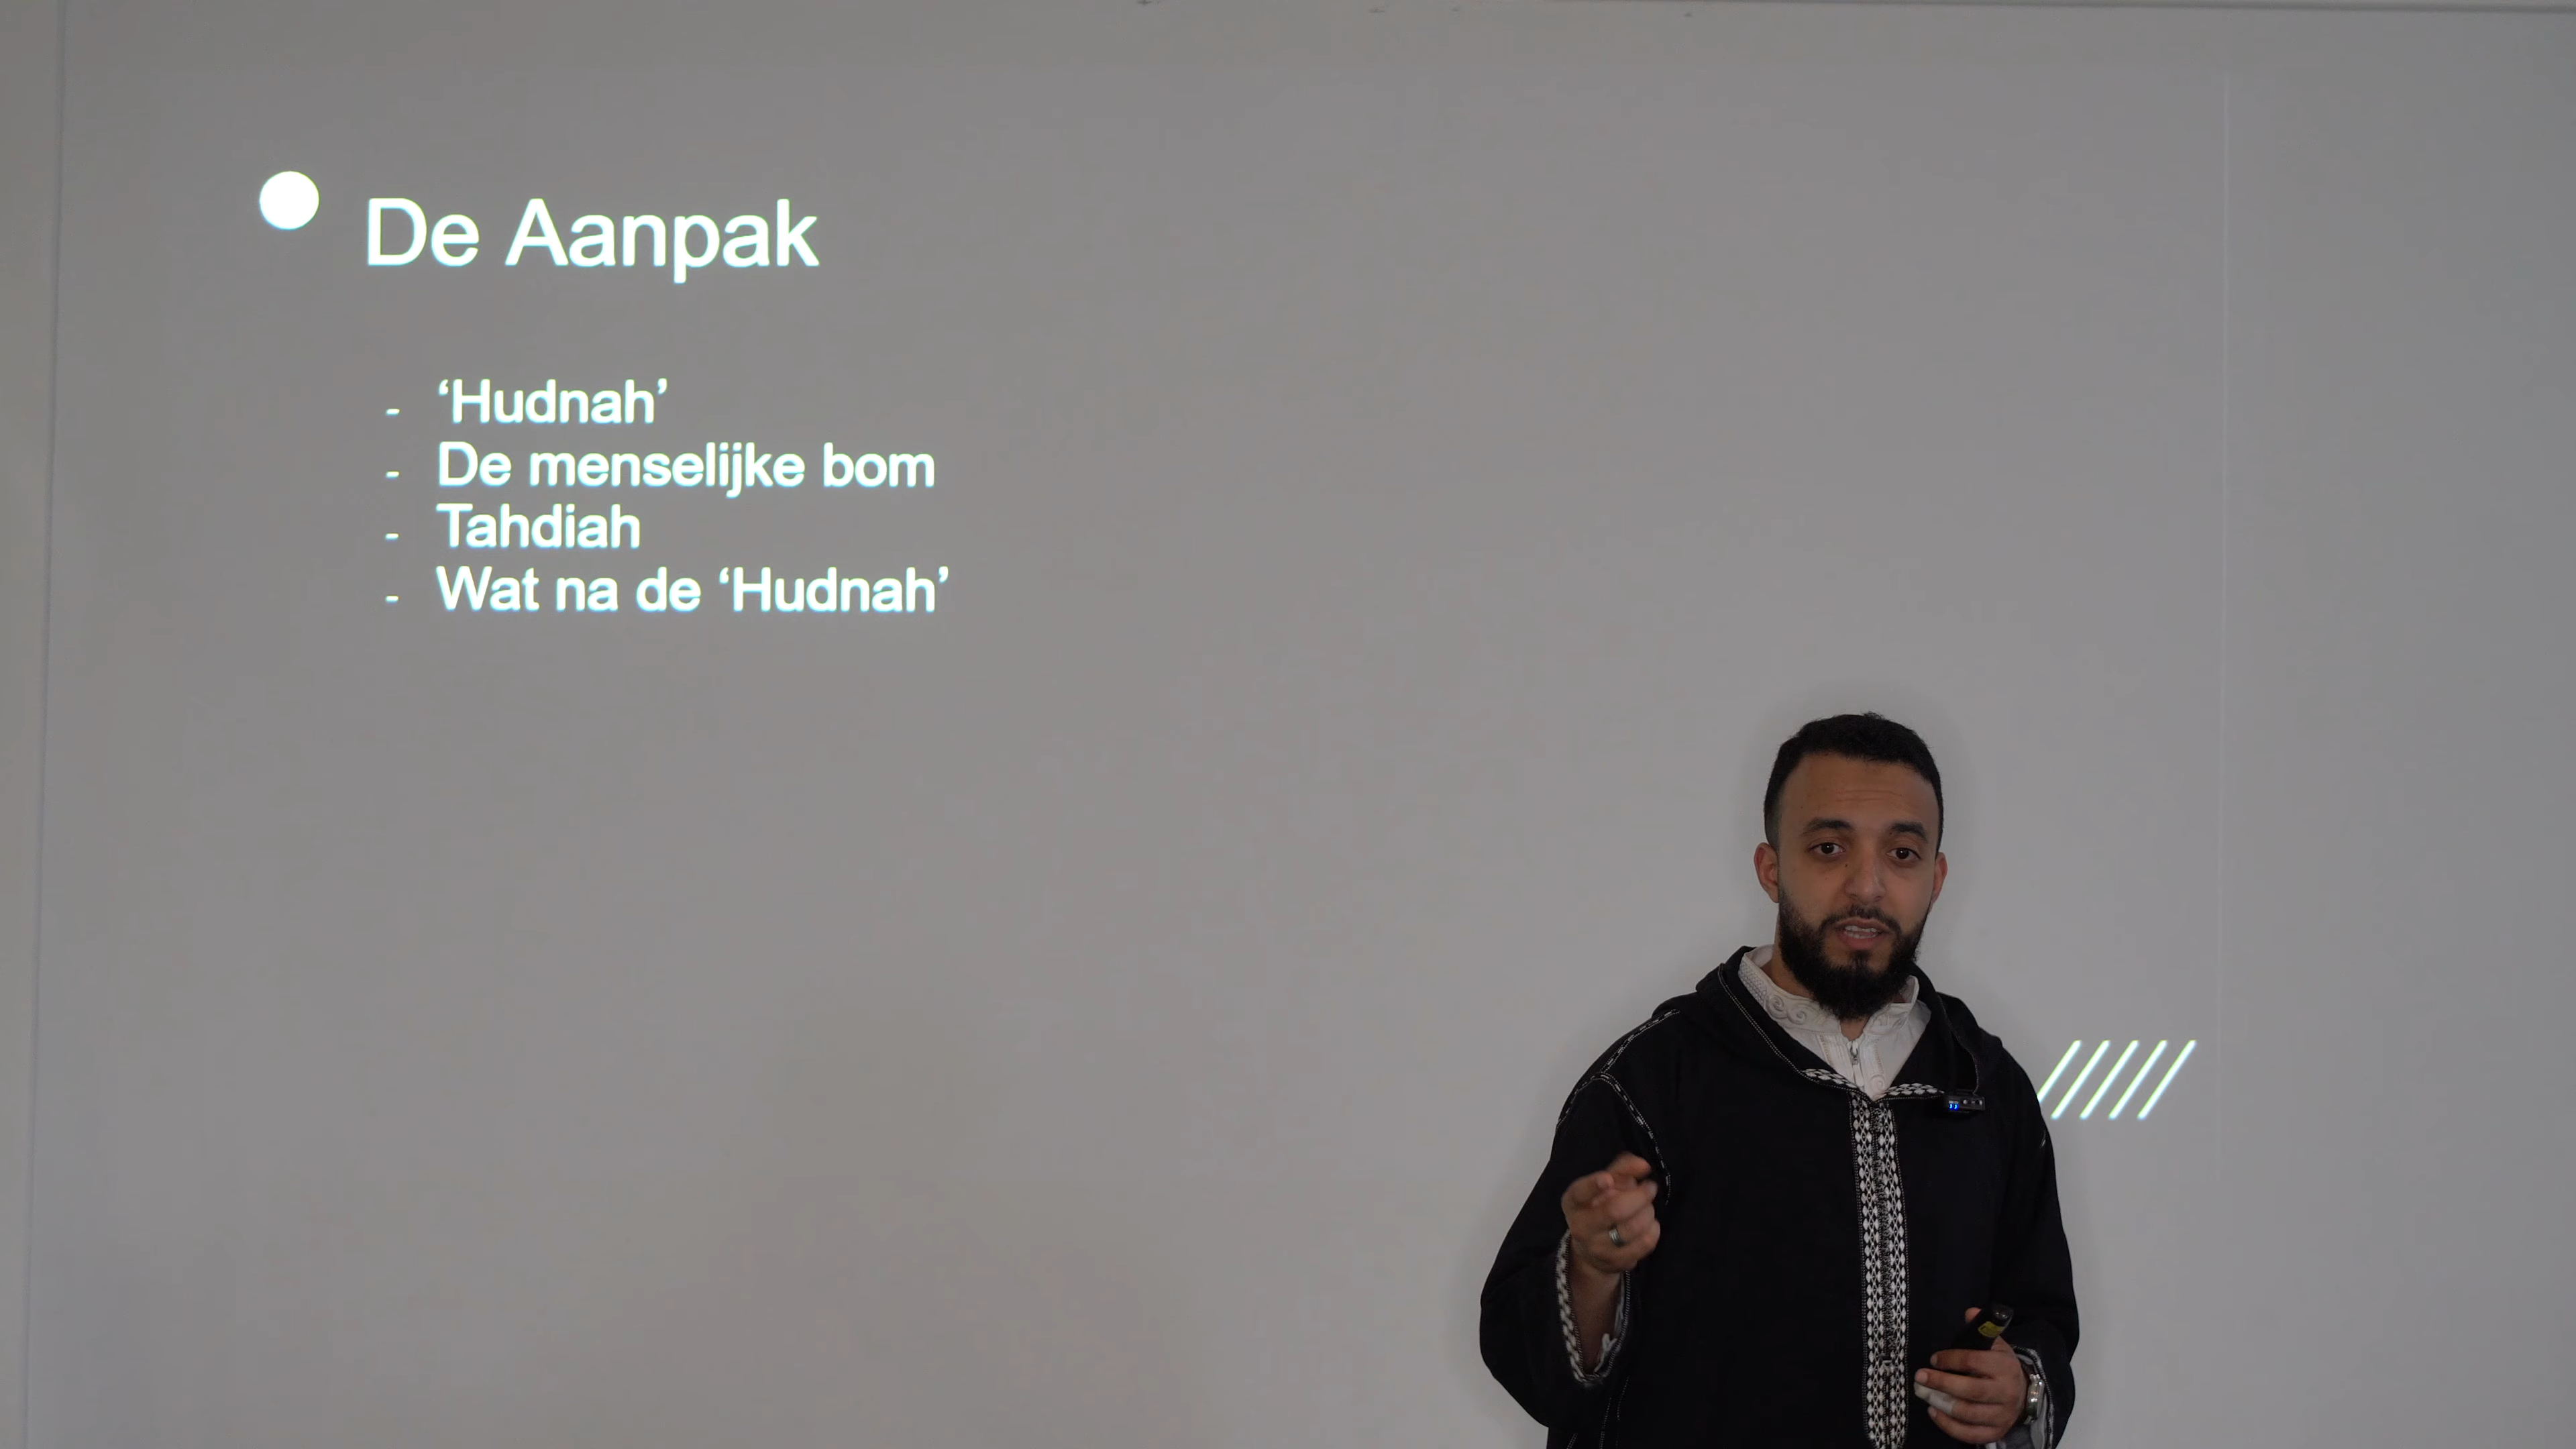 De Aanpak
- ‘Hudnah’
- De menselijke bom
- Tahdiah
- Wat na de ‘Hudnah’